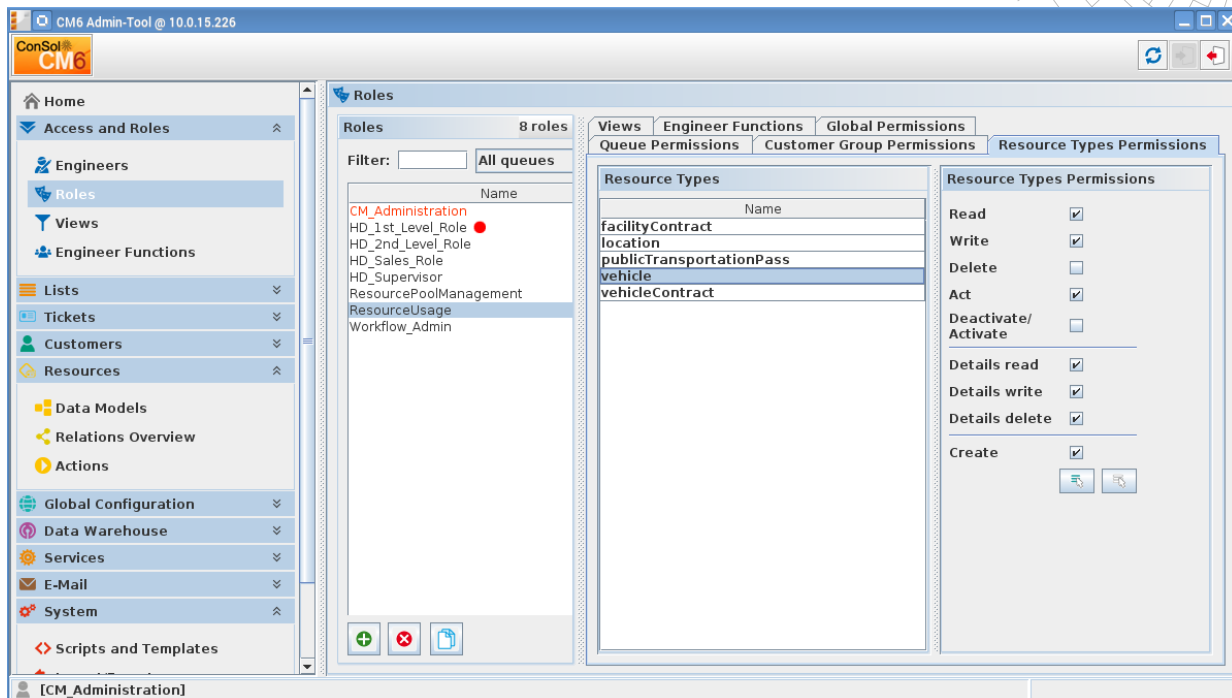 CM6 Admin-Tool @ 10.0.15.226
ConSol
CM6
Home
Access and Roles
Engineers
Roles
Views
Engineer Functions
Lists
Tickets
Customers
Resources
Data Models
Relations Overview
Actions
Global Configuration
Data Warehouse
Services
E-Mail
System
Scripts and Templates
Roles
Roles 8 roles
Filter: All queues
Name
CM_Administration
HD_1st_Level_Role
HD_2nd_Level_Role
HD_Sales_Role
HD_Supervisor
ResourcePoolManagement
ResourceUsage
Workflow_Admin
Views Engineer Functions Global Permissions
Queue Permissions Customer Group Permissions Resource Types Permissions
Resource Types
Name
facilityContract
location
publicTransportationPass
vehicle
vehicleContract
Resource Types Permissions
Read
Write
Delete
Act
Deactivate/
Activate
Details read
Details write
Details delete
Create
[CM_Administration]